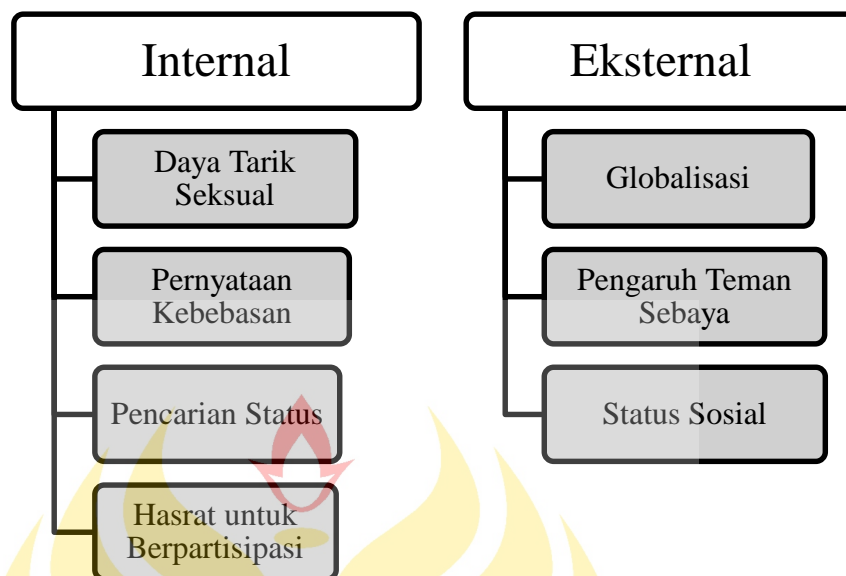 Internal
Daya Tarik
Seksual
Pernyataan
Kebebasan
Pencarian Status
Hasrat untuk
Berpartisipasi
Eksternal
Globalisasi
Pengaruh Teman
Sebaya
Status Sosial